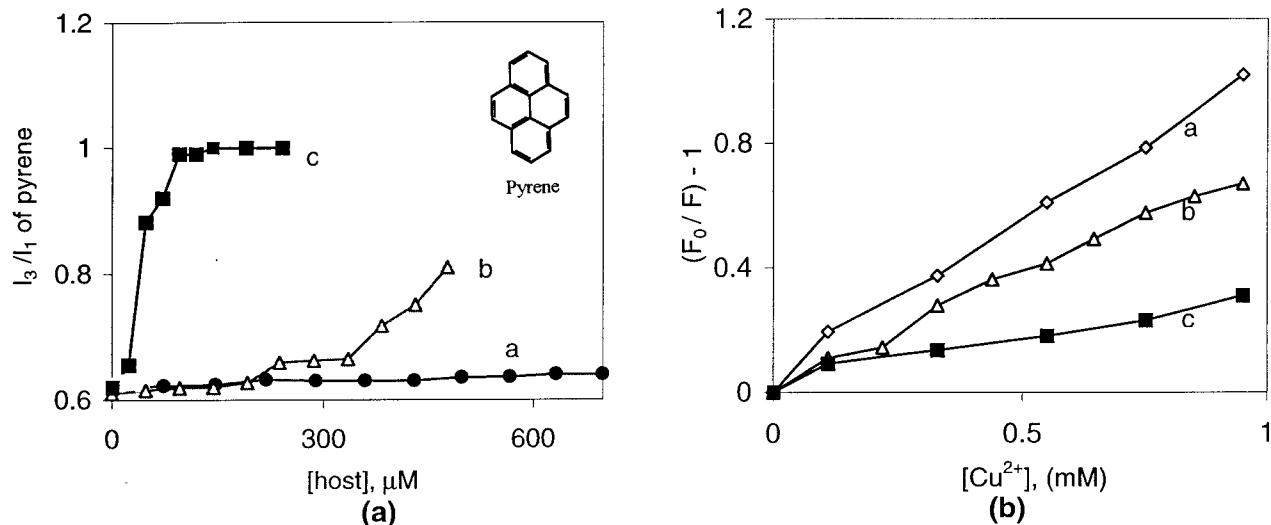 1.2
1
0.8
0.6
I3/I1 of pyrene
c
b
a
Pyrene
0
300
600
[host], μM
(a)
1.2
0.8
0.4
0
(F0 / F) - 1
a
b
c
0
0.5
1
[Cu2+], (mM)
(b)